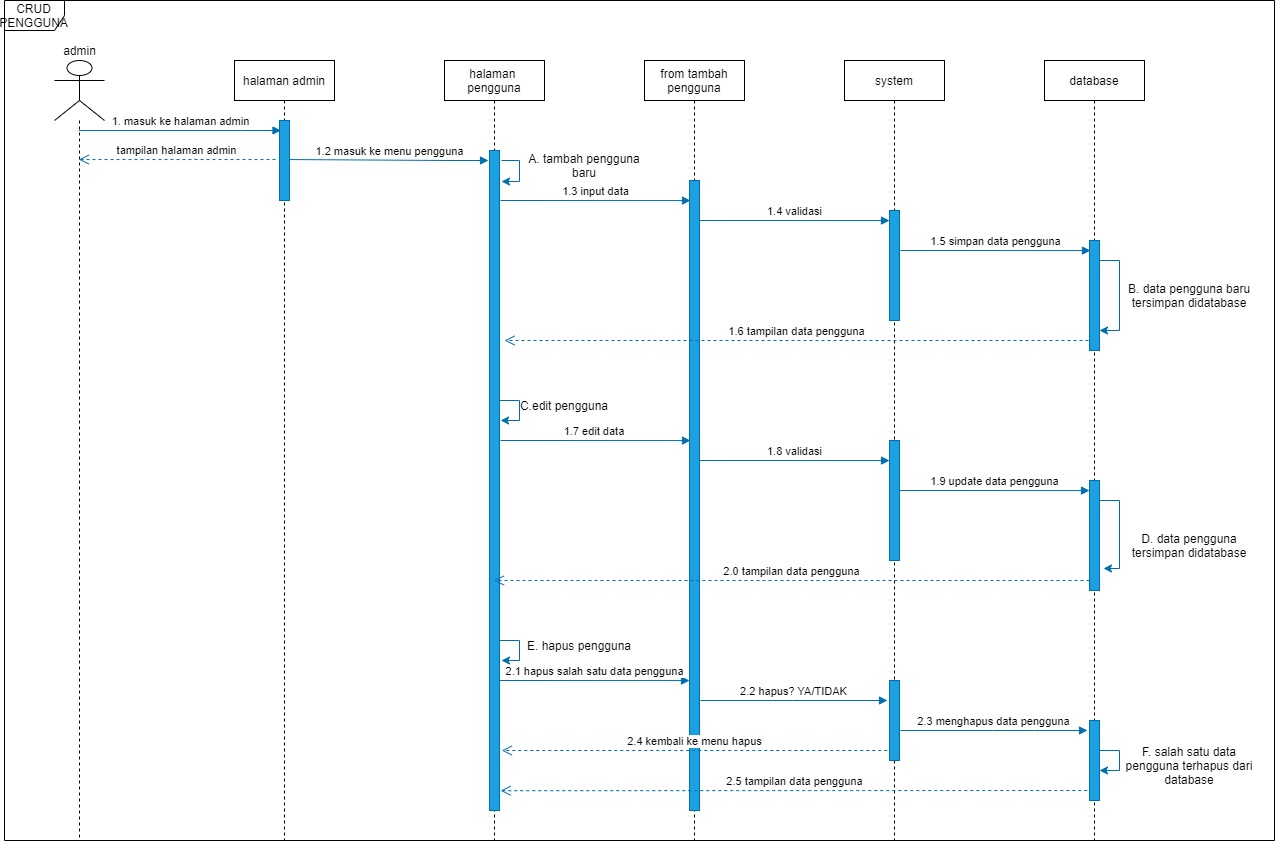 CRUD
PENGGUNA
admin
halaman admin
halaman
pengguna
from tambah
pengguna
system
database
1. masuk ke halaman admin
tampilan halaman admin
1.2 masuk ke menu pengguna
A. tambah pengguna
baru
1.3 input data
1.4 validasi
1.5 simpan data pengguna
B. data pengguna baru
tersimpan didatabase
1.6 tampilan data pengguna
C.edit pengguna
1.7 edit data
1.8 validasi
1.9 update data pengguna
D. data pengguna
tersimpan didatabase
2.0 tampilan data pengguna
E. hapus pengguna
2.1 hapus salah satu data pengguna
2.2 hapus? YA/TIDAK
2.3 menghapus data pengguna
2.4 kembali ke menu hapus
F. salah satu data
pengguna terhapus dari
database
2.5 tampilan data pengguna